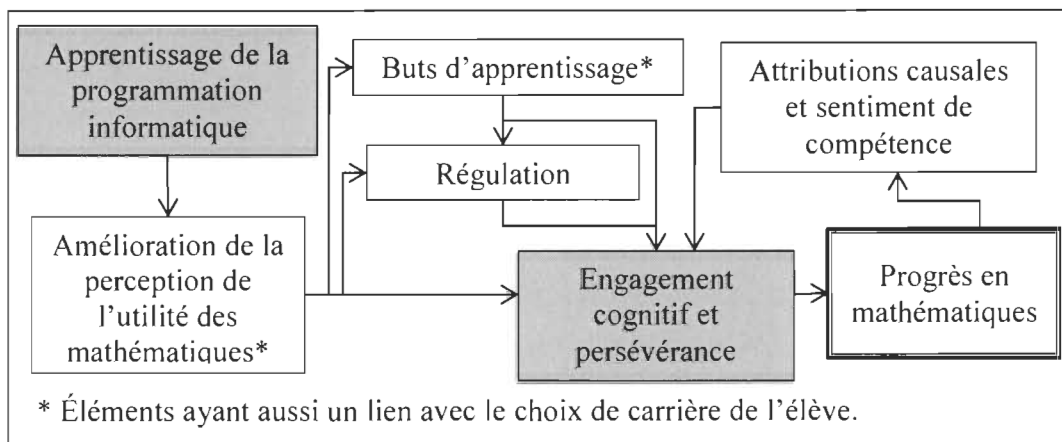 Apprentissage de la
programmation
informatique
Buts d'apprentissage*
Attributions causales
et sentiment de
compétence
Régulation
Amélioration de la
perception de
l'utilité des
mathématiques*
Engagement
cognitif et
persévérance
Progrès en
mathématiques
* Éléments ayant aussi un lien avec le choix de carrière de l'élève.